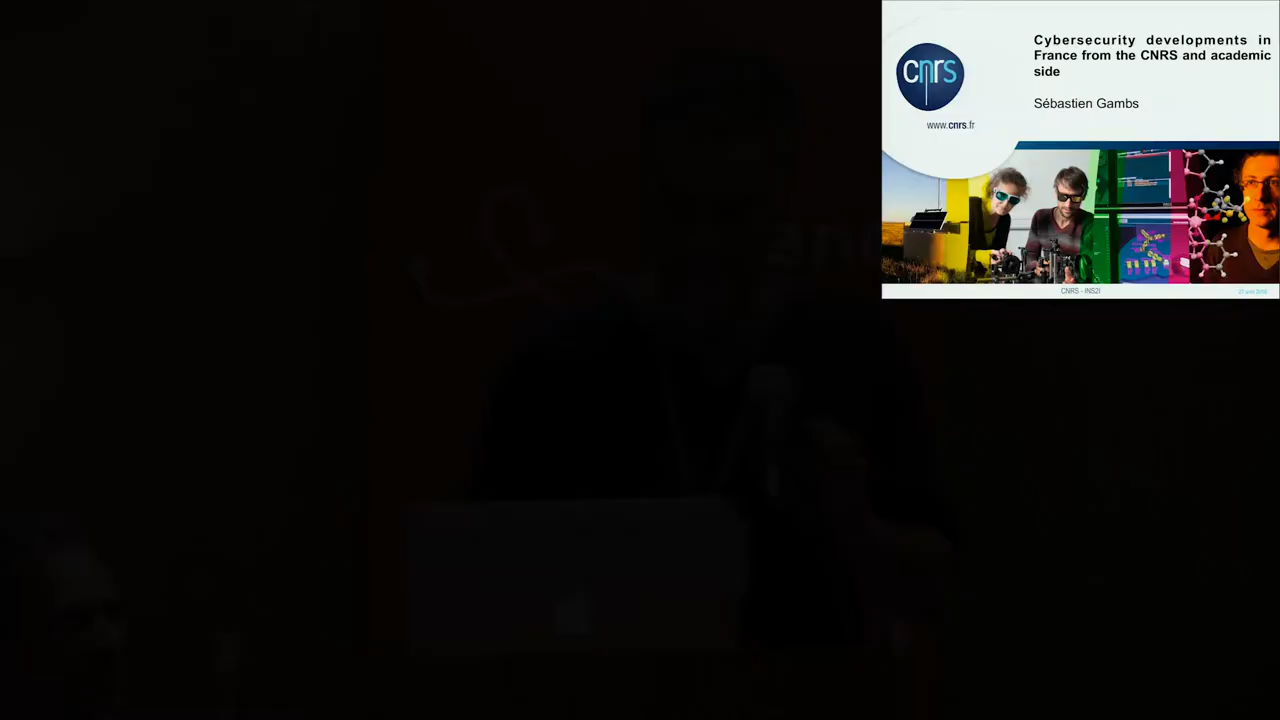 Cybersecurity developments in
France from the CNRS and academic
side
Sébastien Gambs
cnrs
www.cnrs.fr
CNRS - INS2I